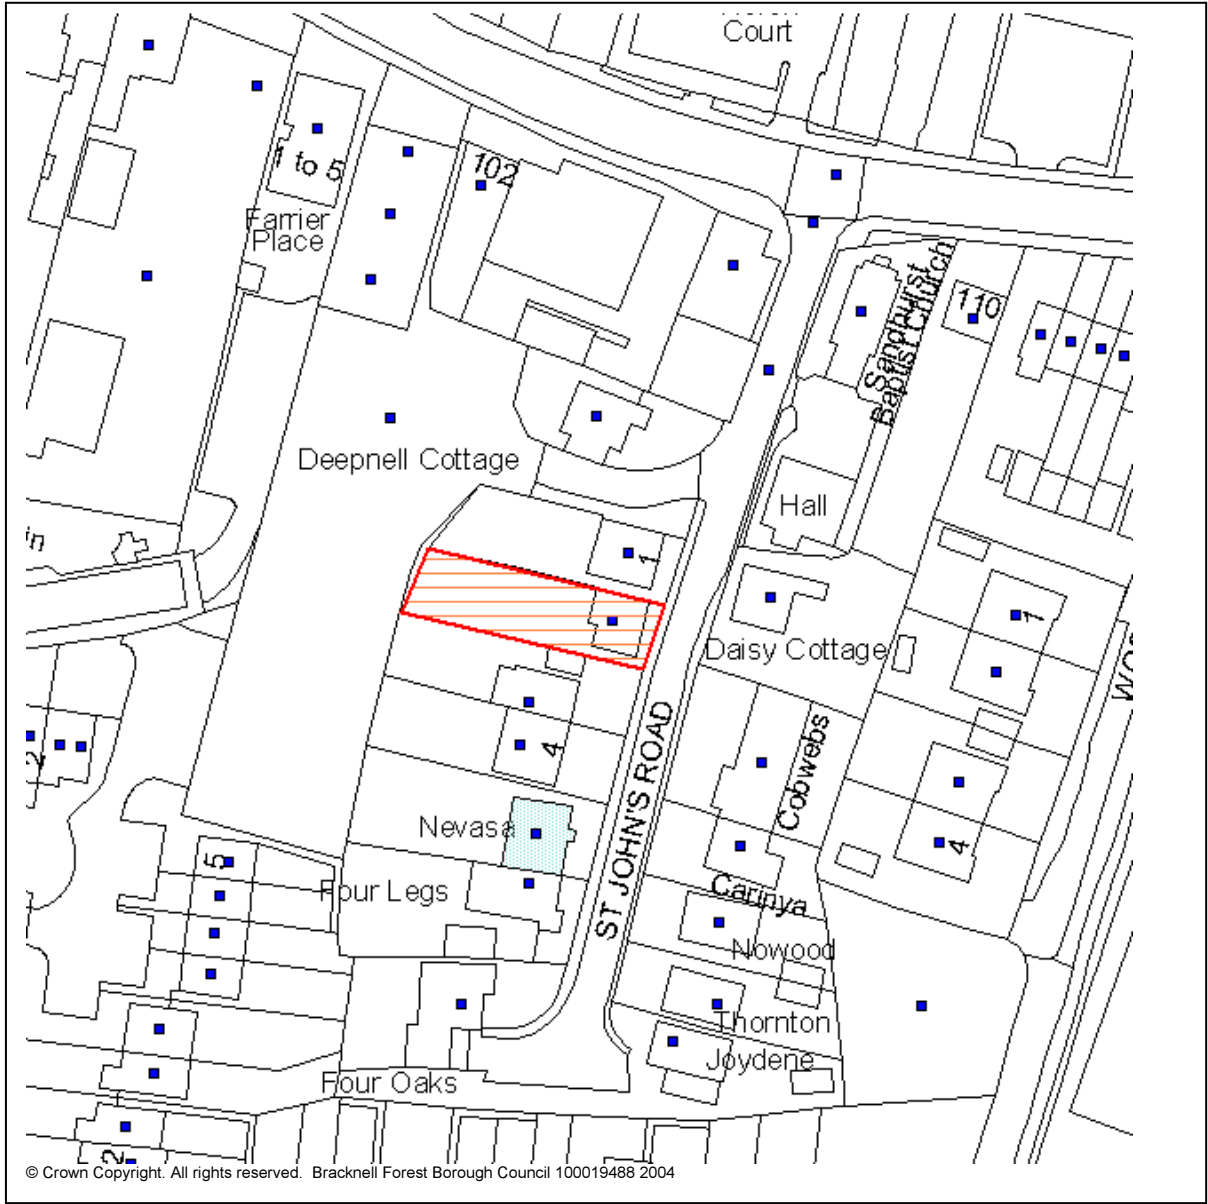 Court
1 to 5
102
Farrier
Place
Sandhurst
Baptist Church
110
Deepnell Cottage
Hall
1
1
Daisy Cottage
ST JOHN'S ROAD
4
Cobwebs
2
Nevasa
4
5
Four Legs
Carinya
Nowood
Thornton
Joydene
Four Oaks
2
© Crown Copyright. All rights reserved. Bracknell Forest Borough Council 100019488 2004